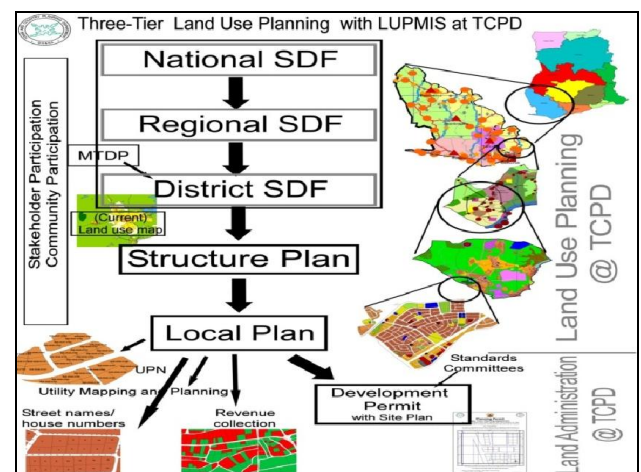 Three-Tier Land Use Planning with LUPMIS at TCPD
National SDF
Regional SDF
MTDP
District SDF
(Current)
Land use map
Stakeholder Participation
Community Participation
Structure Plan
Local Plan
UPN
Utility Mapping and Planning
Street names/
house numbers
Revenue
collection
Standards
Committees
Development
Permit
with Site Plan
Land Use Planning
@ TCPD
Land Administration
@TCPD